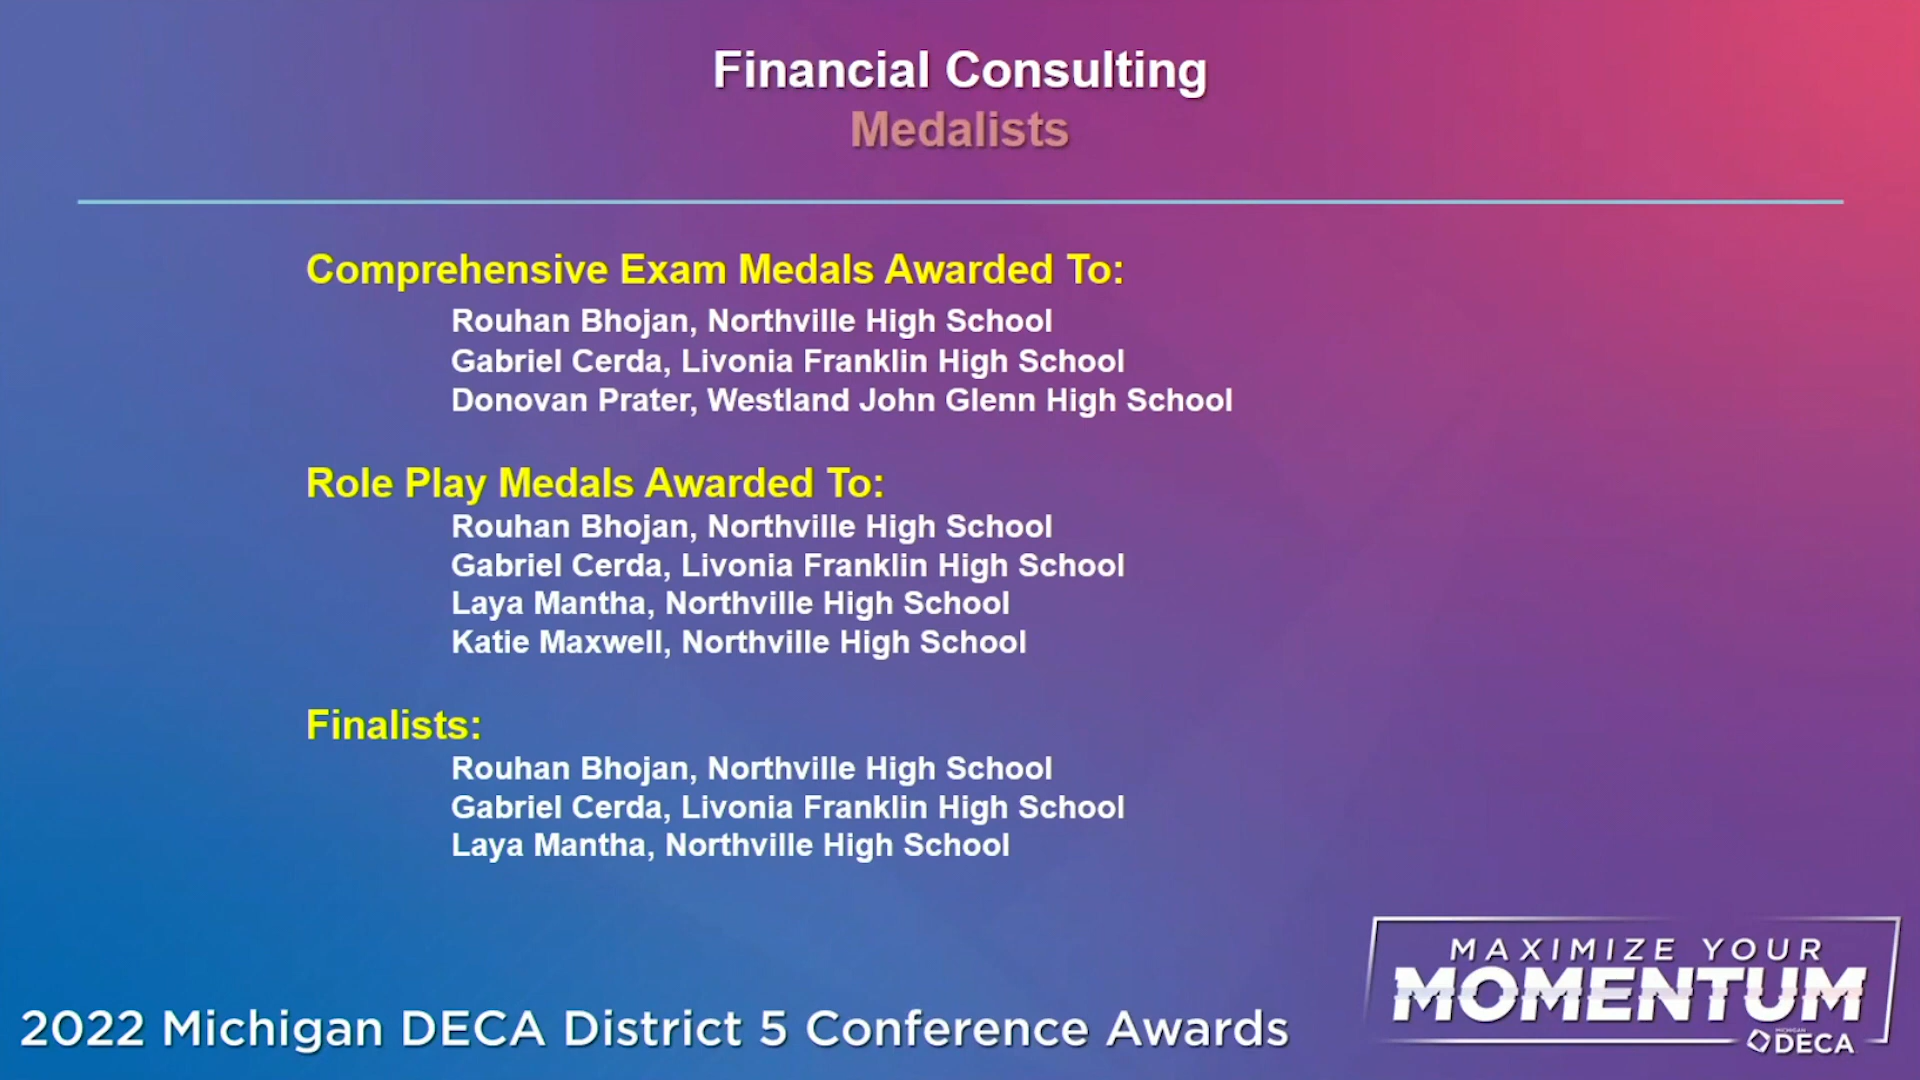 Financial Consulting
Medalists
Comprehensive Exam Medals Awarded To:
Rouhan Bhojan, Northville High School
Gabriel Cerda, Livonia Franklin High School
Donovan Prater, Westland John Glenn High School
Role Play Medals Awarded To:
Rouhan Bhojan, Northville High School
Gabriel Cerda, Livonia Franklin High School
Laya Mantha, Northville High School
Katie Maxwell, Northville High School
Finalists:
Rouhan Bhojan, Northville High School
Gabriel Cerda, Livonia Franklin High School
Laya Mantha, Northville High School
MAXIMIZE YOUR
MOMENTUM
MICHIGAN
DECA
2022 Michigan DECA District 5 Conference Awards